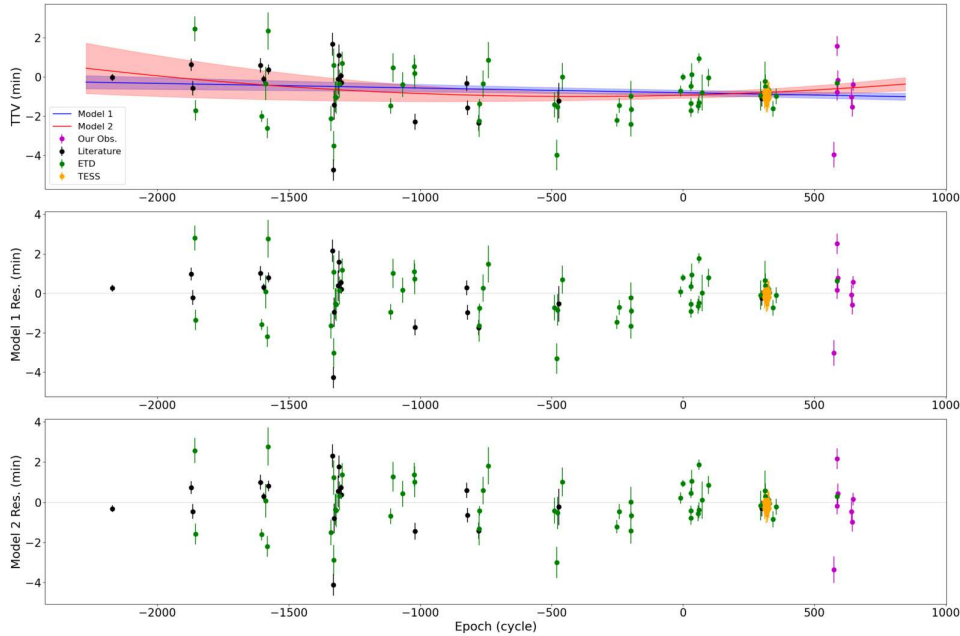 2
0
−2
−4
TTV (min)
Model 1
Model 2
Our Obs.
Literature
ETD
TESS
−2000 −1500 −1000 −500 0 500 1000
4
2
0
−2
−4
Model 1 Res. (min)
−2000 −1500 −1000 −500 0 500 1000
4
2
0
−2
−4
Model 2 Res. (min)
−2000 −1500 −1000 −500 0 500 1000
Epoch (cycle)